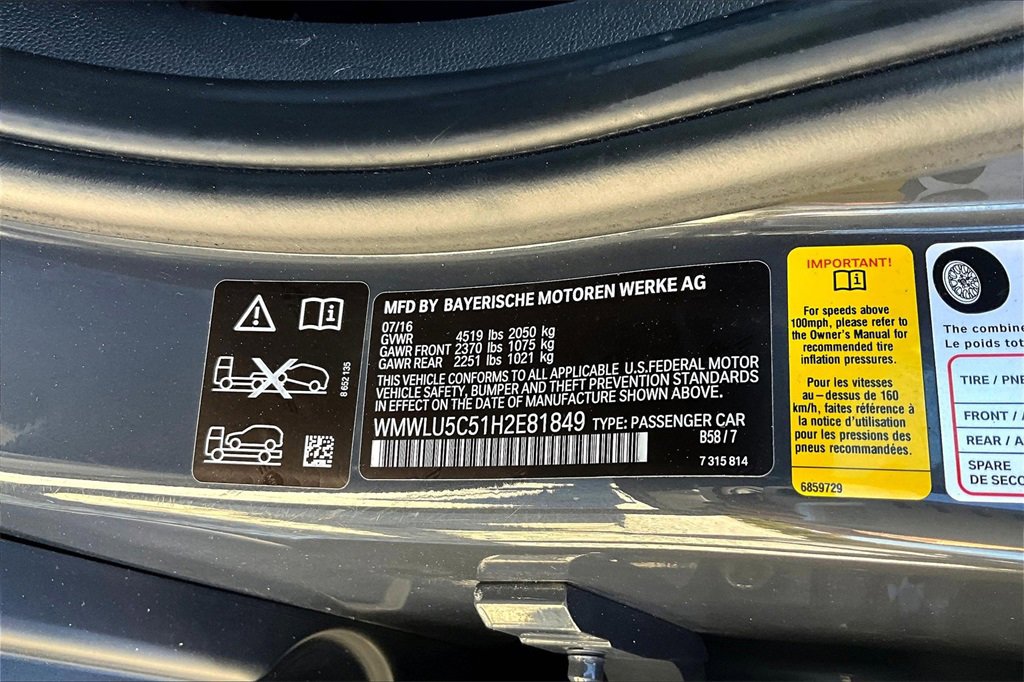 8 652 135
MFD BY BAYERISCHE MOTOREN WERKE AG
07/16
GVWR 4519 lbs 2050 kg
GAWR FRONT 2370 lbs 1075 kg
GAWR REAR 2251 lbs 1021 kg
THIS VEHICLE CONFORMS TO ALL APPLICABLE U.S.FEDERAL MOTOR
VEHICLE SAFETY, BUMPER AND THEFT PREVENTION STANDARDS
IN EFFECT ON THE DATE OF MANUFACTURE SHOWN ABOVE.
WMWLU5C51H2E81849 TYPE: PASSENGER CAR
B58 / 7
7 315 814
IMPORTANT!
For speeds above
100mph, please refer to
the Owner's Manual for
recommended tire
inflation pressures.
Pour les vitesses
au-dessus de 160
km/h, faites référence à
la notice d'utilisation
pour les pressions
recommandées.
6859729
The combine
Le poids tot
TIRE / PNE
FRONT / A
REAR / A
SPARE
DE SECO